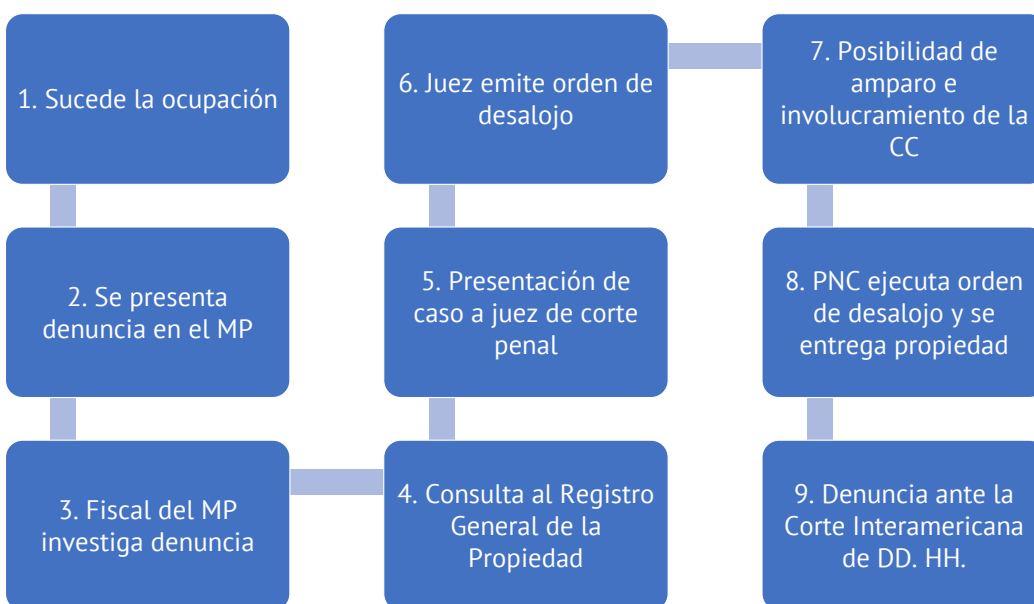 1. Sucede la ocupación
2. Se presenta
denuncia en el MP
3. Fiscal del MP
investiga denuncia
4. Consulta al Registro
General de la
Propiedad
5. Presentación de
caso a juez de corte
penal
6. Juez emite orden de
desalojo
7. Posibilidad de
amparo e
involucramiento de la
CC
8. PNC ejecuta orden
de desalojo y se
entrega propiedad
9. Denuncia ante la
Corte Interamericana
de DD. HH.